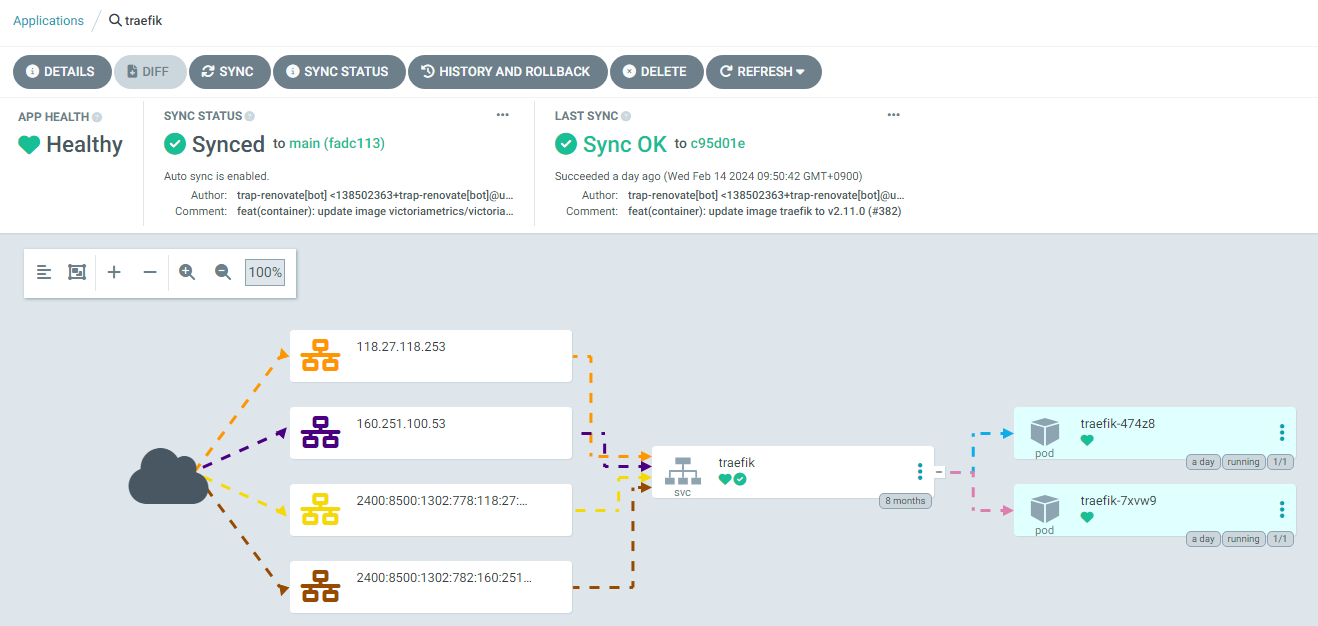 Applications / traefik
DETAILS DIFF SYNC SYNC STATUS HISTORY AND ROLLBACK DELETE REFRESH
APP HEALTH
Healthy
SYNC STATUS
Synced to main (fadc113)
Auto sync is enabled.
Author: trap-renovate[bot] <138502363+trap-renovate[bot]@u...
Comment: feat(container): update image victoriametrics/victoria...
LAST SYNC
Sync OK to c95d01e
Succeeded a day ago (Wed Feb 14 2024 09:50:42 GMT+0900)
Author: trap-renovate[bot] <138502363+trap-renovate[bot]@u...
Comment: feat(container): update image traefik to v2.11.0 (#382)
100%
118.27.118.253
160.251.100.53
2400:8500:1302:778:118:27:...
2400:8500:1302:782:160:251...
traefik
svc
8 months
traefik-474z8
pod
a day running 1/1
traefik-7xvw9
pod
a day running 1/1